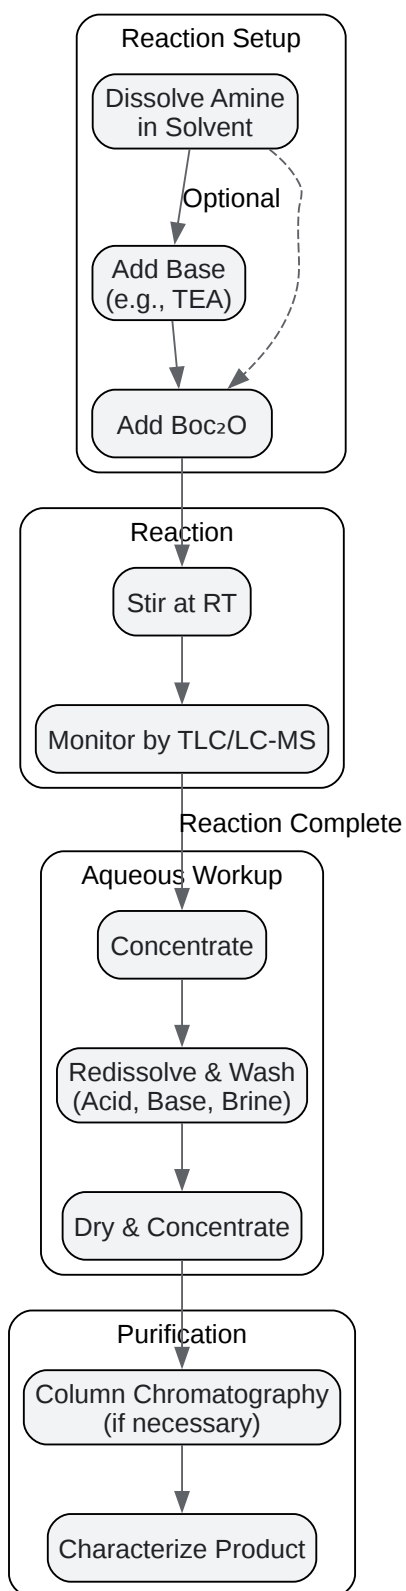 Reaction Setup
Dissolve Amine
in Solvent
Optional
Add Base
(e.g., TEA)
Add Boc₂O
Reaction
Stir at RT
Monitor by TLC/LC-MS
Reaction Complete
Aqueous Workup
Concentrate
Redissolve & Wash
(Acid, Base, Brine)
Dry & Concentrate
Purification
Column Chromatography
(if necessary)
Characterize Product